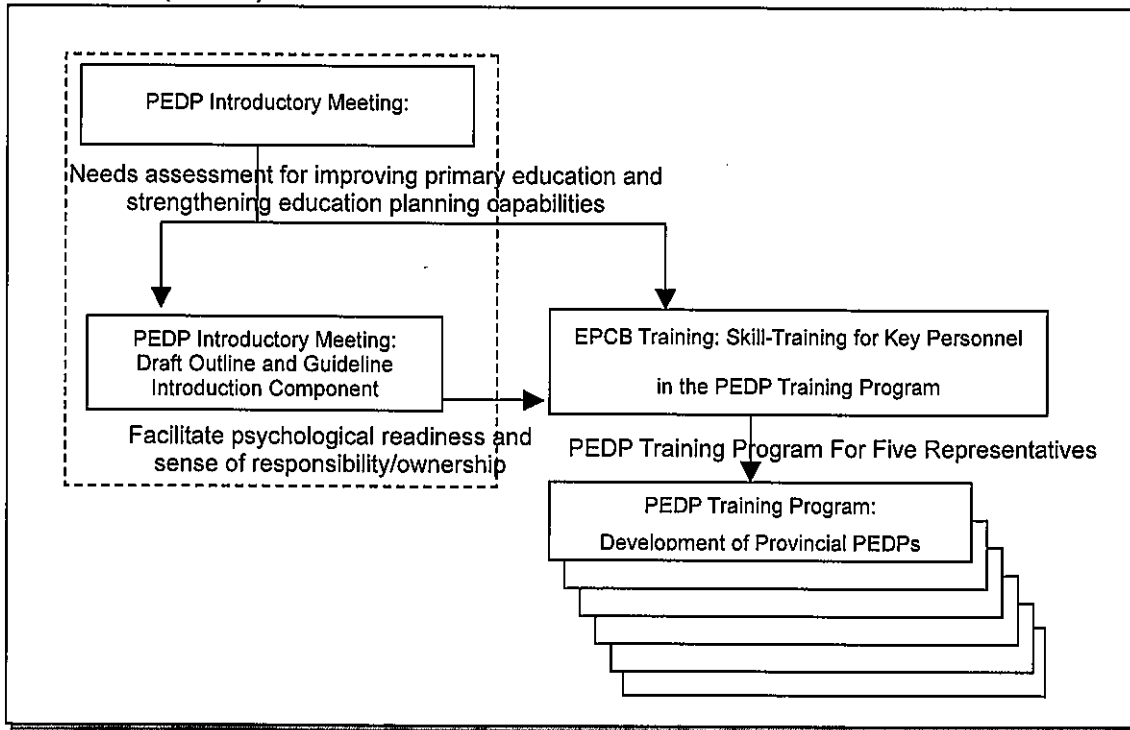 PEDP Introductory Meeting:
Needs assessment for improving primary education and
strengthening education planning capabilities
PEDP Introductory Meeting:
Draft Outline and Guideline
Introduction Component
EPCB Training: Skill-Training for Key Personnel
in the PEDP Training Program
Facilitate psychological readiness and
sense of responsibility/ownership
PEDP Training Program For Five Representatives
PEDP Training Program:
Development of Provincial PEDPs